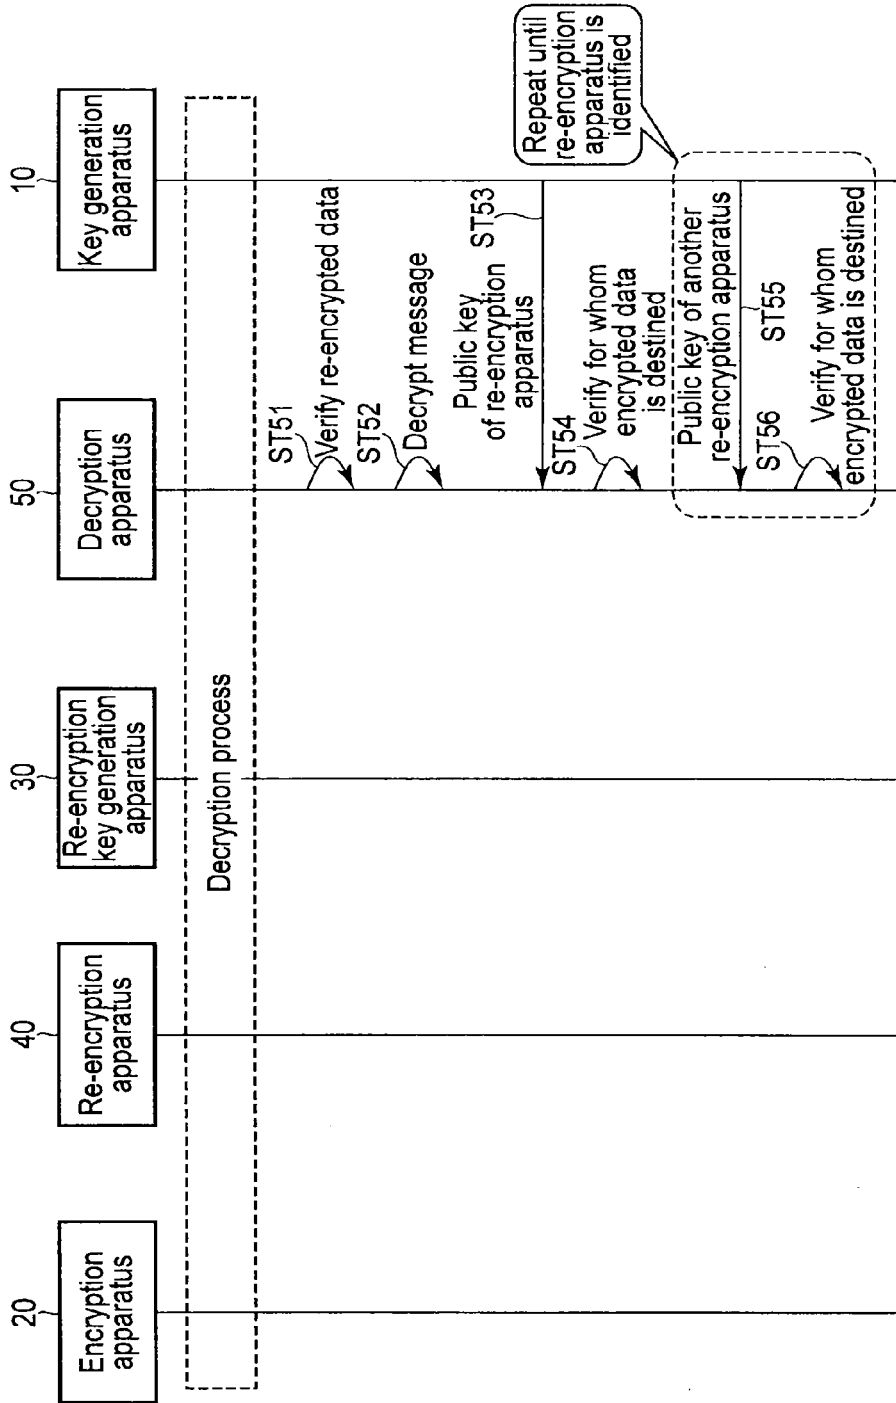 20
Encryption
apparatus
40
Re-encryption
apparatus
30
Re-encryption
key generation
apparatus
50
Decryption
apparatus
10
Key generation
apparatus
Decryption process
ST51
Verify re-encrypted data
ST52
Decrypt message
Public key
of re-encryption
apparatus
ST53
ST54
Verify for whom
encrypted data
is destined
Repeat until
re-encryption
apparatus is
identified
Public key of another
re-encryption apparatus
ST55
ST56
Verify for whom
encrypted data is destined